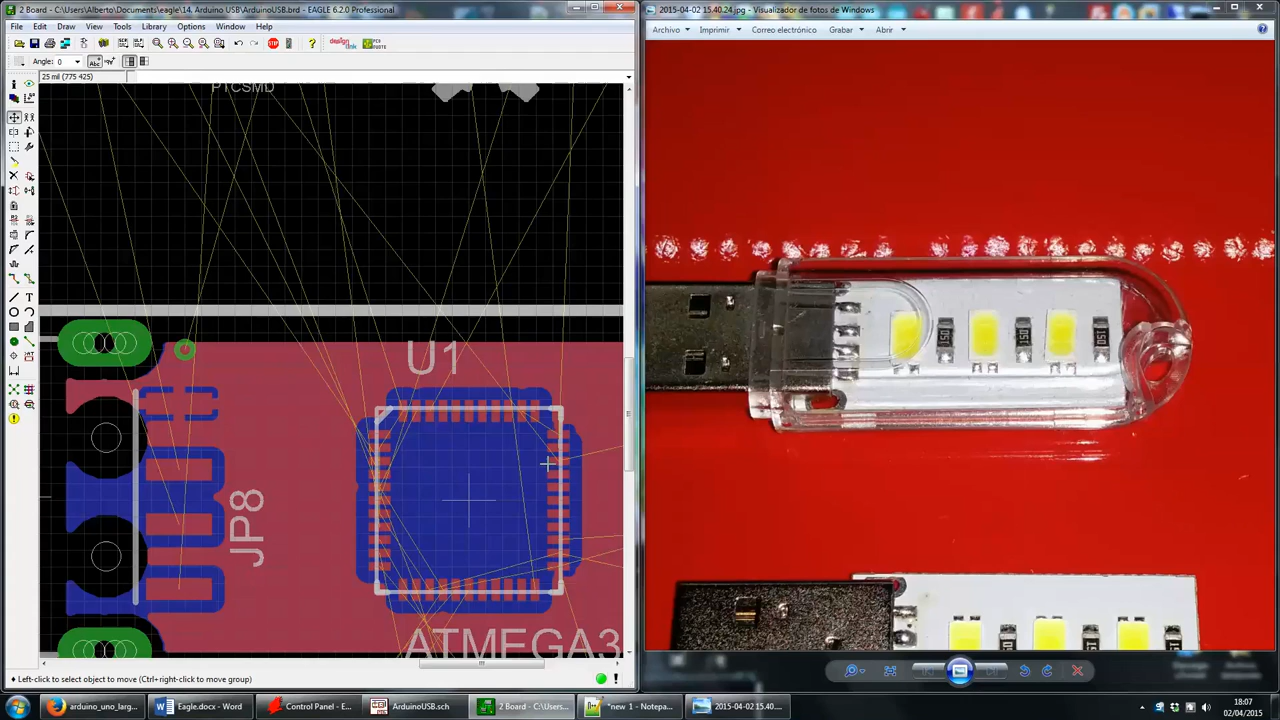 2 Board - C:\Users\Alberto\Documents\eagle\14. Arduino USB\ArduinoUSB.brd - EAGLE 6.2.0 Professional
File Edit Draw View Tools Library Options Window Help
design link
Angle: 0
25 mil (775 425)
PTCSMD
U1
JP8
ATMEGA3
Left-click to select object to move (Ctrl+right-click to move group)
2015-04-02 15.40.24.jpg - Visualizador de fotos de Windows
Archivo Imprimir Correo electrónico Grabar Abrir
150 150 150
arduino_uno_larg...
Eagle.docx - Word
Control Panel - E...
ArduinoUSB.sch
2 Board - C:\Users...
*new 1 - Notepa...
2015-04-02 15.40....
18:07
02/04/2015